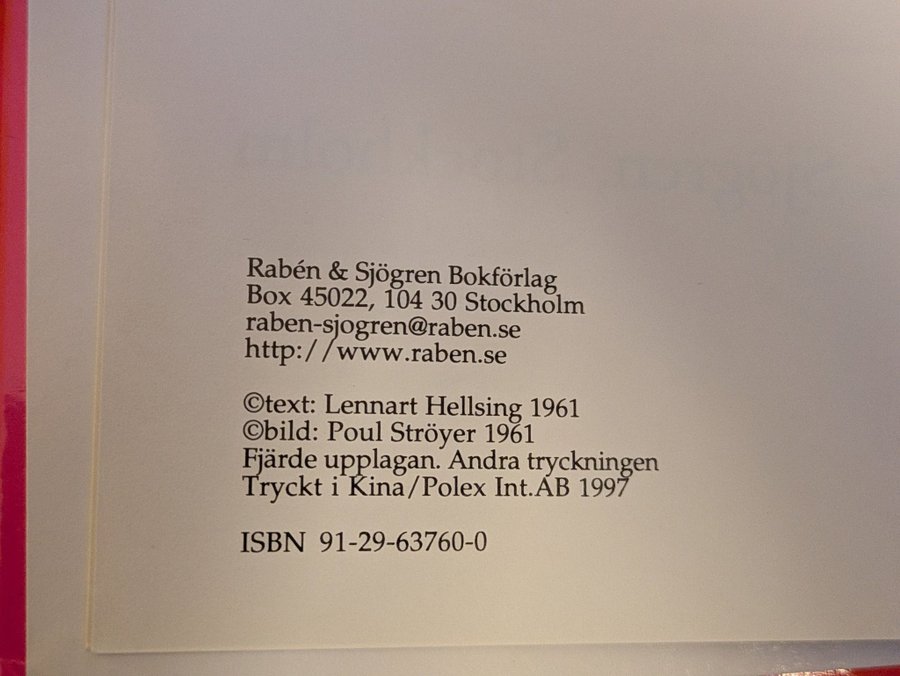 Rabén & Sjögren Bokförlag
Box 45022, 104 30 Stockholm
raben-sjogren@raben.se
http://www.raben.se
©text: Lennart Hellsing 1961
©bild: Poul Ströyer 1961
Fjärde upplagan. Andra tryckningen
Tryckt i Kina/Polex Int.AB 1997
ISBN 91-29-63760-0